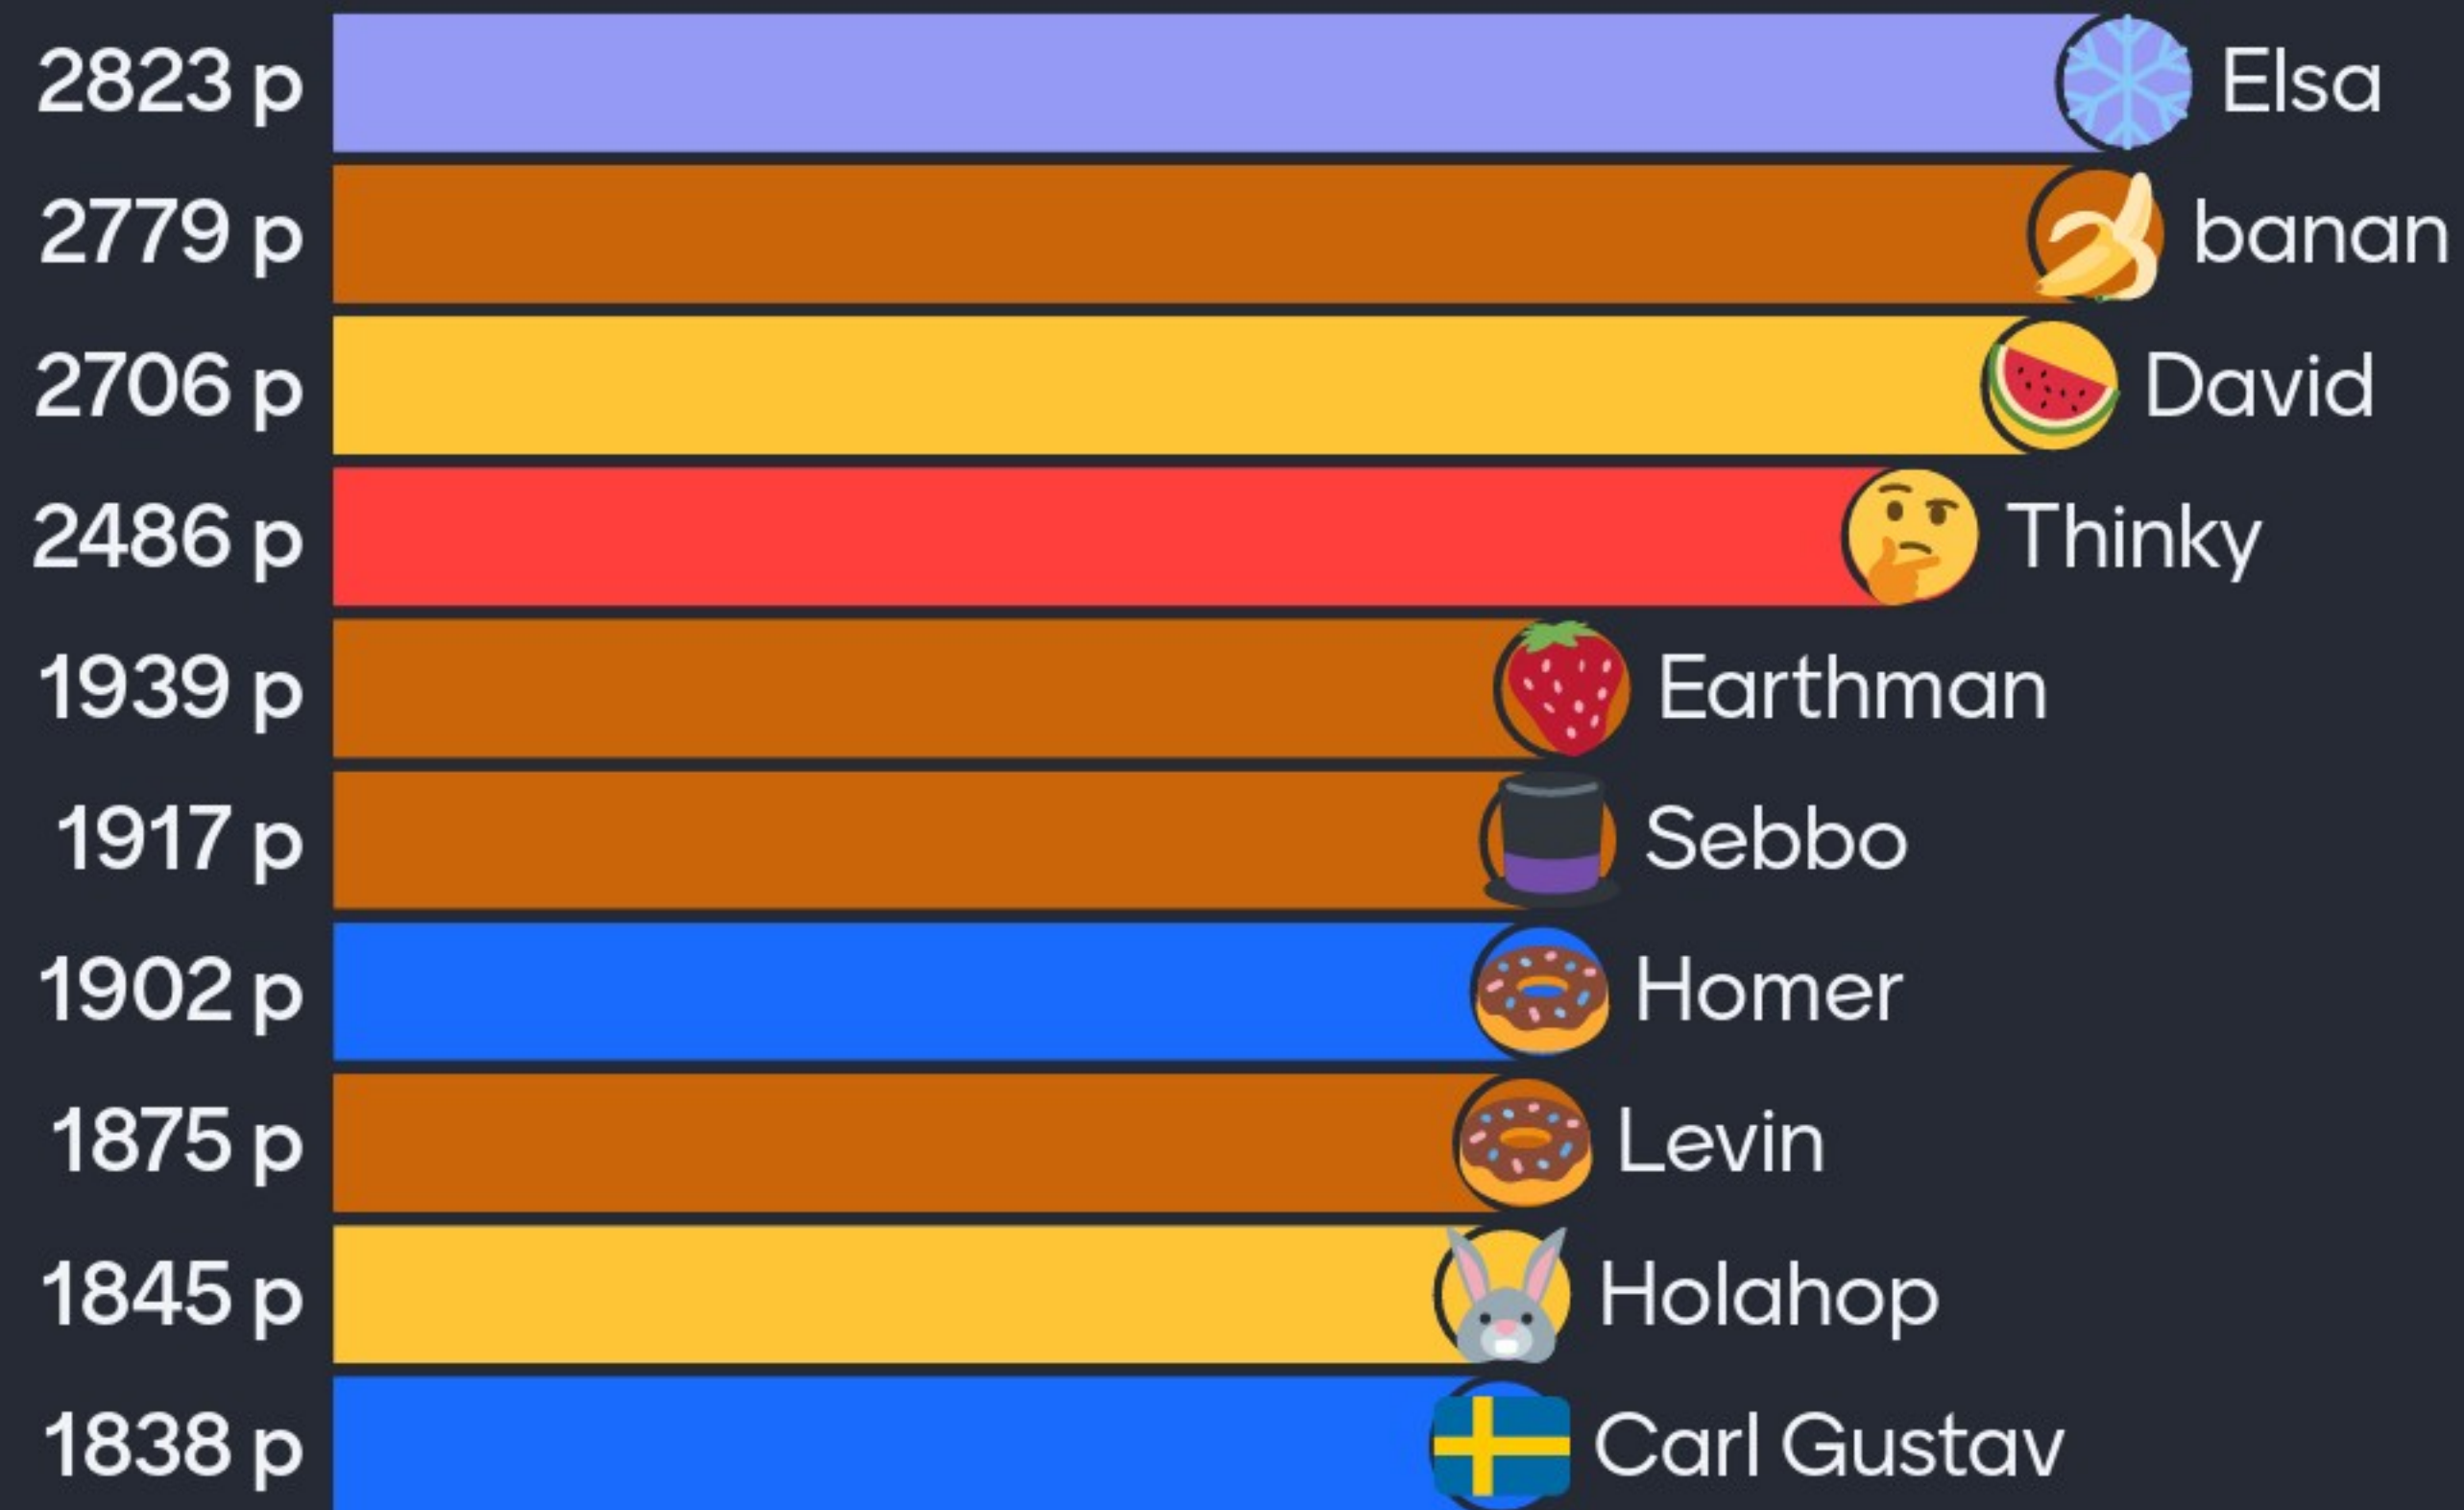 2823 p Elsa
2779 p banan
2706 p David
2486 p Thinky
1939 p Earthman
1917 p Sebbo
1902 p Homer
1875 p Levin
1845 p Holahop
1838 p Carl Gustav